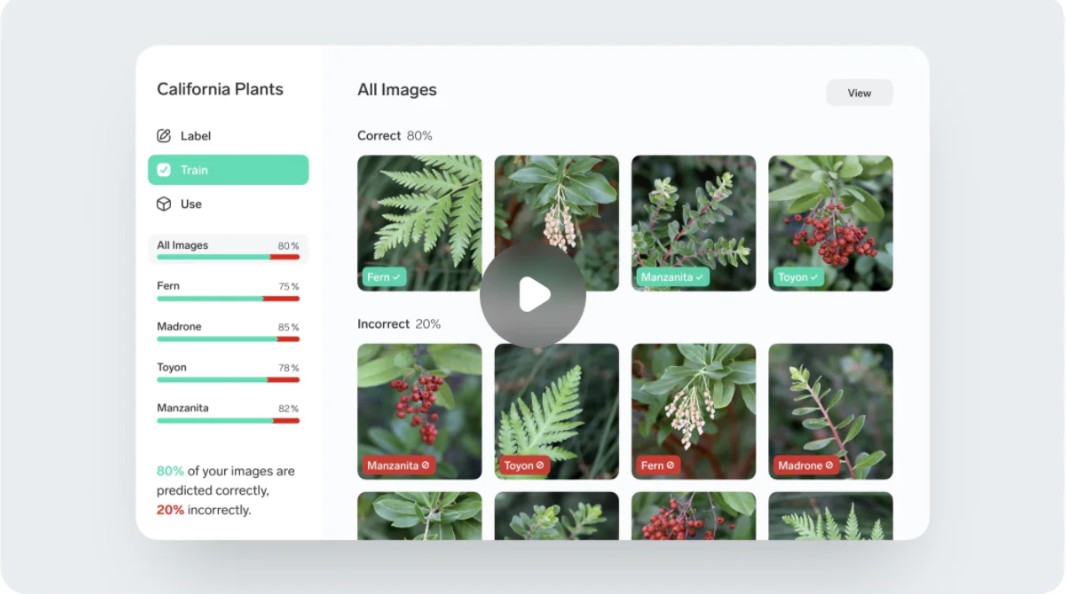 California Plants
Label
Train
Use
All Images 80%
Fern 75%
Madrone 85%
Toyon 78%
Manzanita 82%
80% of your images are
predicted correctly,
20% incorrectly.
All Images
View
Correct 80%
Fern ✓
Manzanita ✓
Toyon ✓
Incorrect 20%
Manzanita ⊘
Toyon ⊘
Fern ⊘
Madrone ⊘